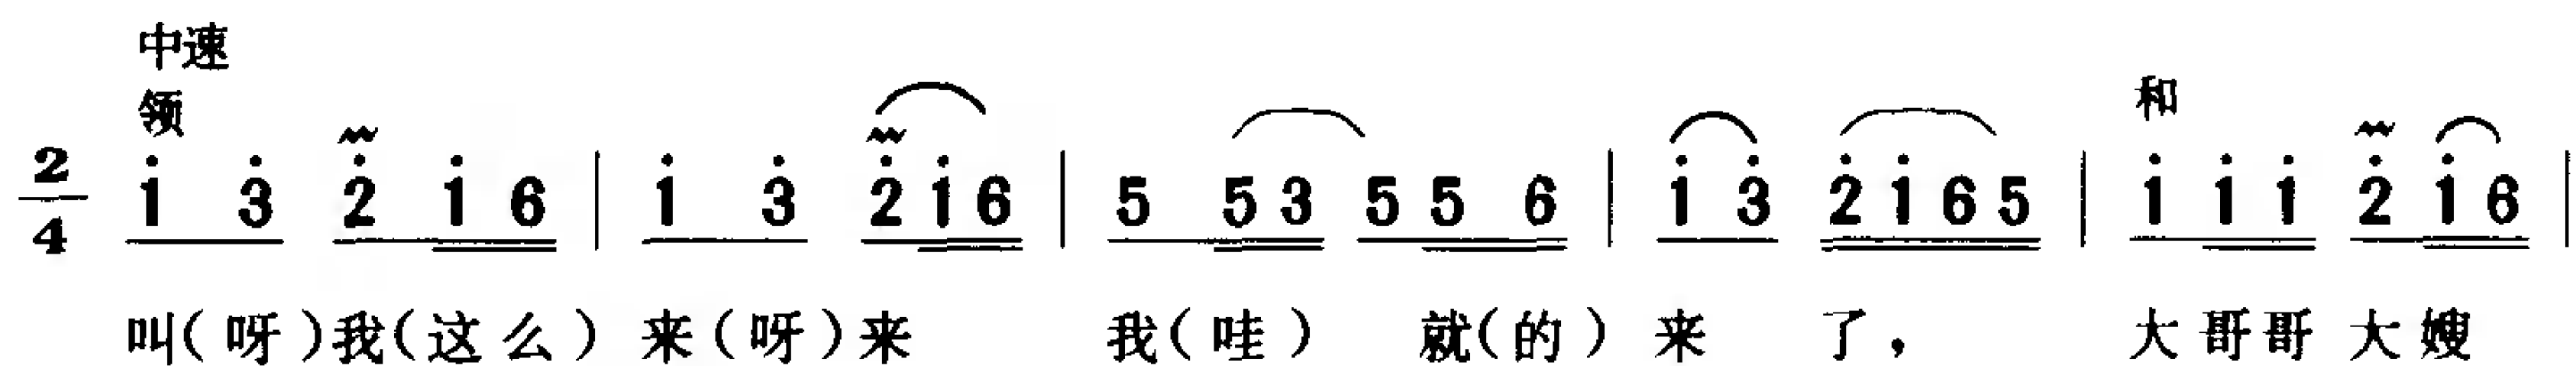 中速
领 和
2/4 1 3 2 1 6 | 1 3 2 1 6 | 5 5 3 5 5 6 | 1 3 2 1 6 5 | 1 1 1 2 1 6 |
叫(呀)我(这么)来(呀)来 我(哇) 就(的)来 了, 大哥哥大嫂